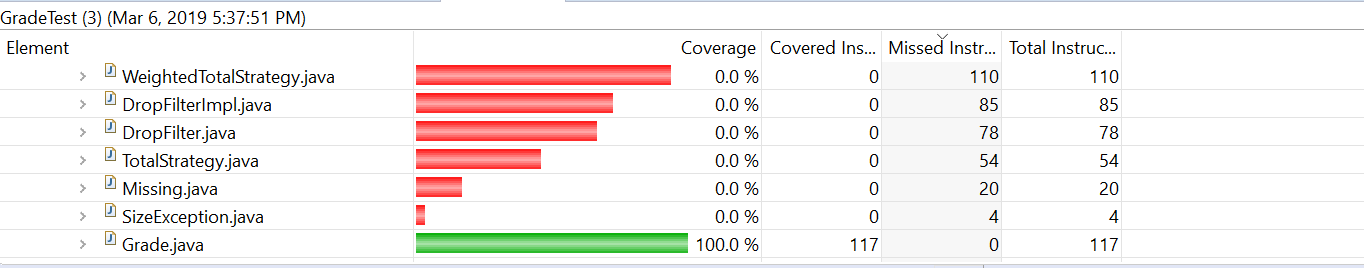 GradeTest (3) (Mar 6, 2019 5:37:51 PM)
Element Coverage Covered Ins... Missed Instr... Total Instruc...
WeightedTotalStrategy.java 0.0 % 0 110 110
DropFilterImpl.java 0.0 % 0 85 85
DropFilter.java 0.0 % 0 78 78
TotalStrategy.java 0.0 % 0 54 54
Missing.java 0.0 % 0 20 20
SizeException.java 0.0 % 0 4 4
Grade.java 100.0 % 117 0 117